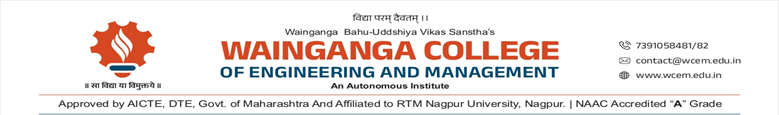 विद्या परम् दैवतम् ।।
Wainganga Bahu-Uddshiya Vikas Sanstha's
WAINGANGA COLLEGE
OF ENGINEERING AND MANAGEMENT
An Autonomous Institute
॥ सा विद्या या विमुक्तये ॥
7391058481/82
contact@wcem.edu.in
www.wcem.edu.in
Approved by AICTE, DTE, Govt. of Maharashtra And Affiliated to RTM Nagpur University, Nagpur. | NAAC Accredited “A” Grade